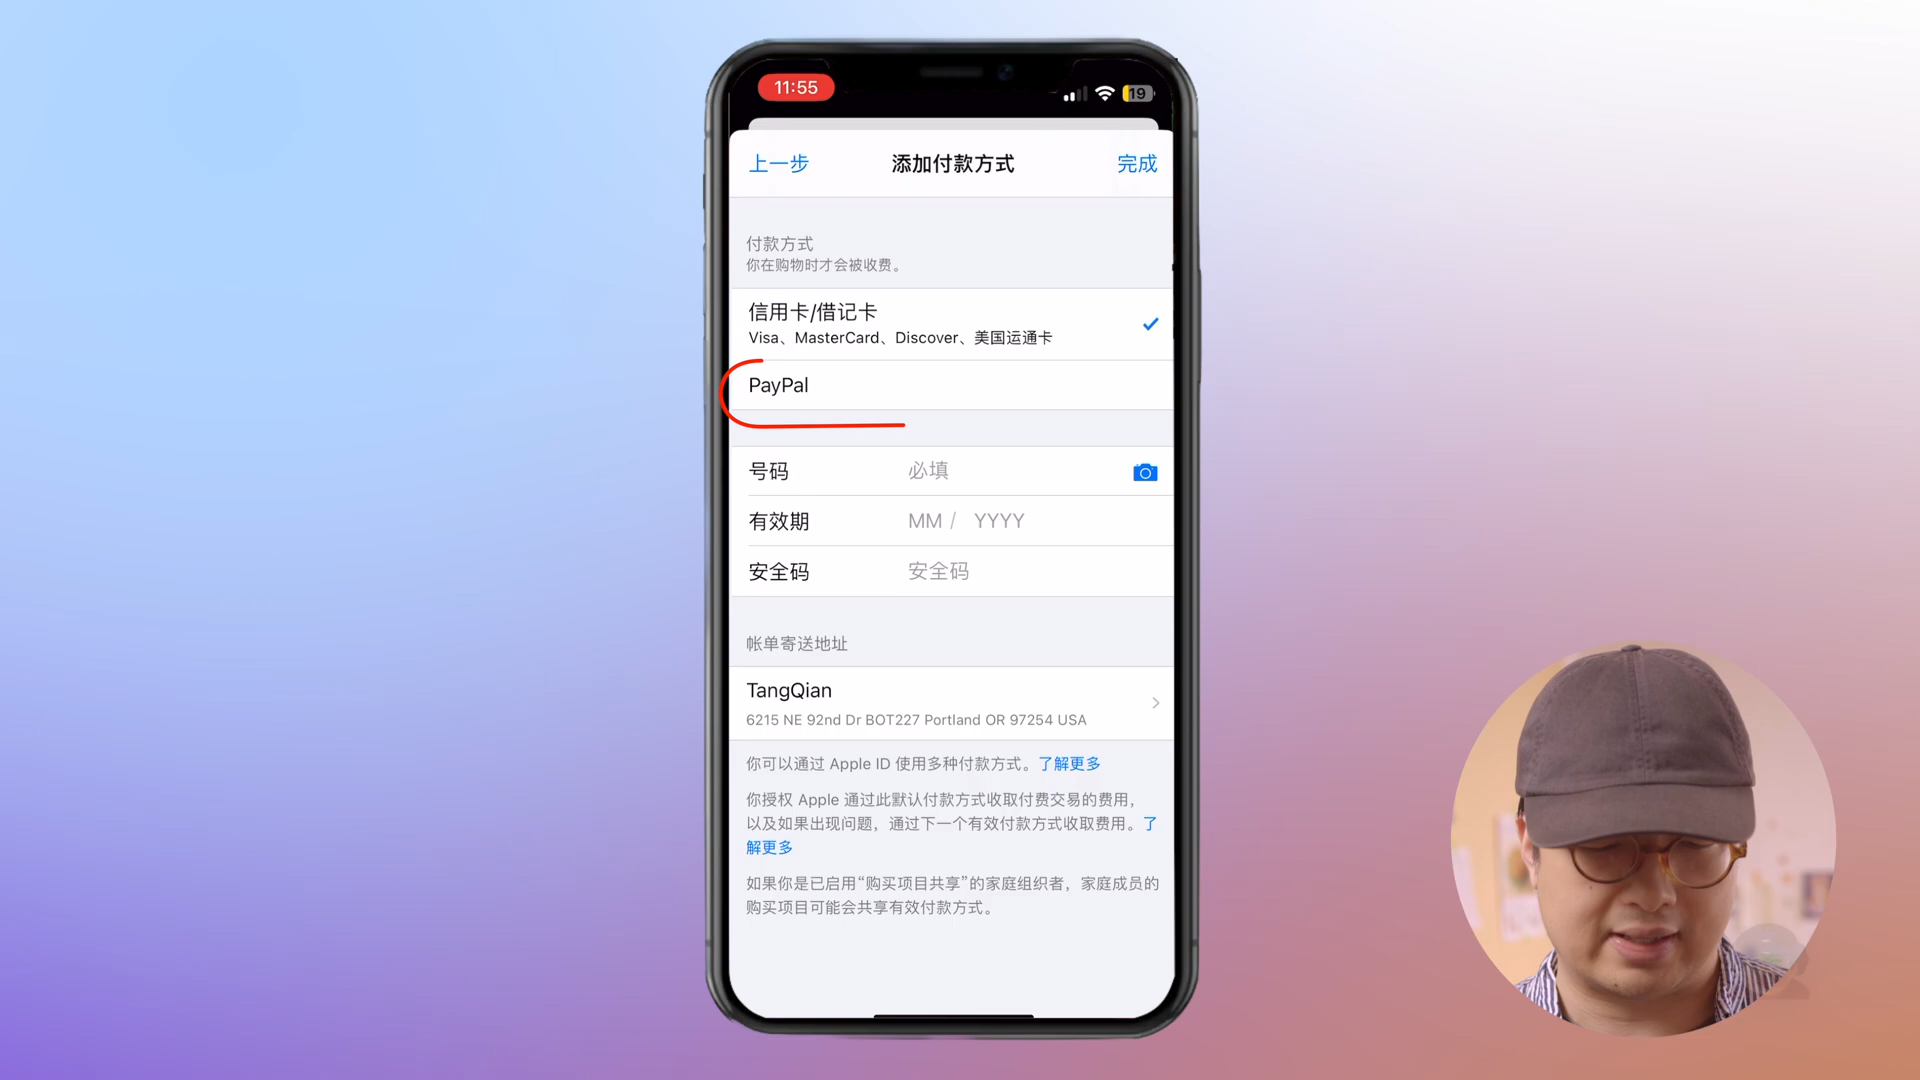 11:55
19
上一步
添加付款方式
完成
付款方式
你在购物时才会被收费。
信用卡/借记卡
Visa、MasterCard、Discover、美国运通卡
PayPal
号码
必填
有效期
MM / YYYY
安全码
安全码
帐单寄送地址
TangQian
6215 NE 92nd Dr BOT227 Portland OR 97254 USA
你可以通过 Apple ID 使用多种付款方式。了解更多
你授权 Apple 通过此默认付款方式收取付费交易的费用，
以及如果出现问题，通过下一个有效付款方式收取费用。了
解更多
如果你是已启用“购买项目共享”的家庭组织者，家庭成员的
购买项目可能会共享有效付款方式。